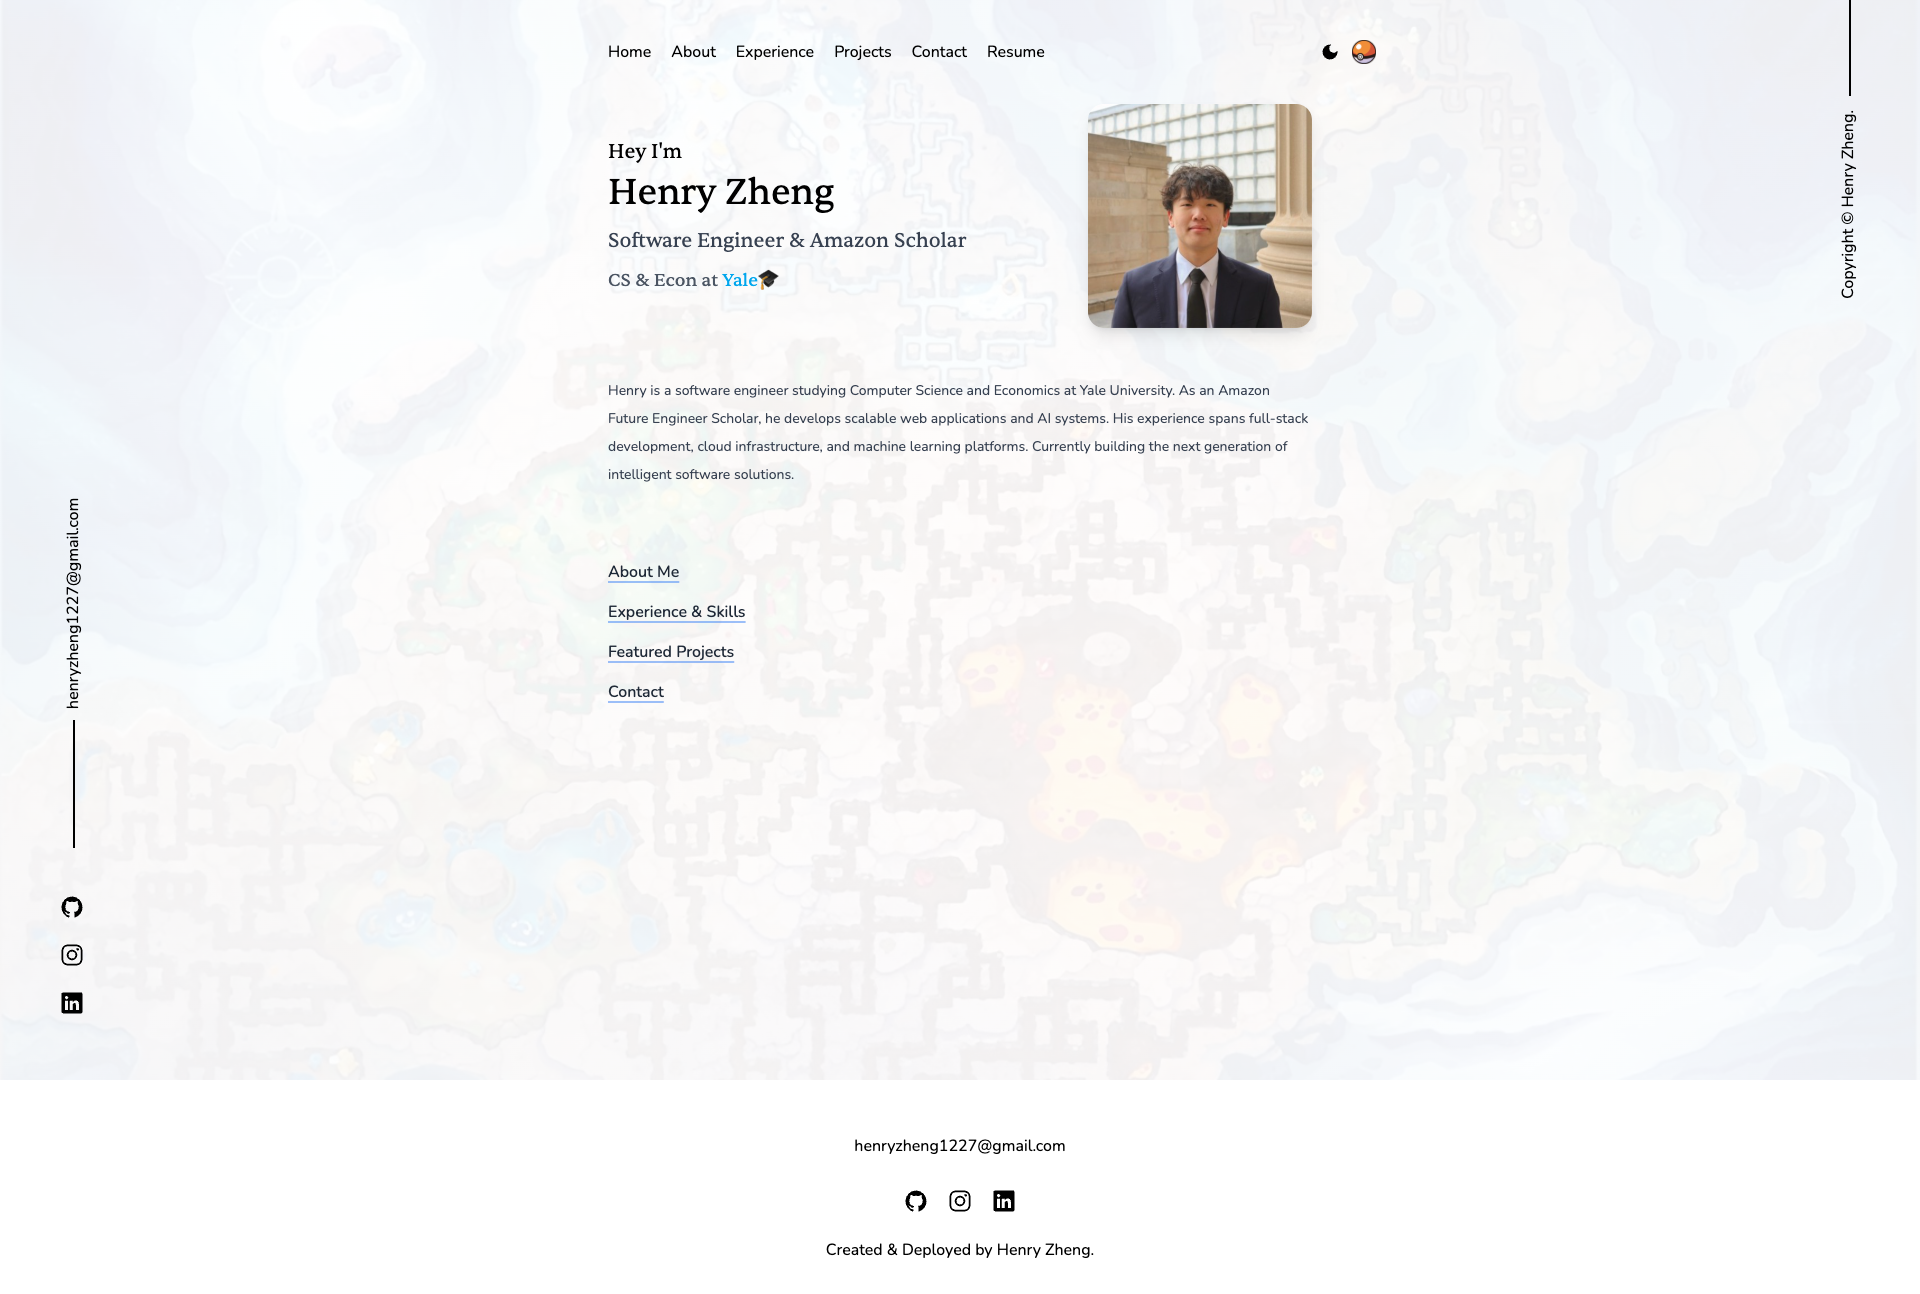 Home
About
Experience
Projects
Contact
Resume
Hey I'm
Henry Zheng
Software Engineer & Amazon Scholar
CS & Econ at Yale🎓
Henry is a software engineer studying Computer Science and Economics at Yale University. As an Amazon
Future Engineer Scholar, he develops scalable web applications and AI systems. His experience spans full-stack
development, cloud infrastructure, and machine learning platforms. Currently building the next generation of
intelligent software solutions.
About Me
Experience & Skills
Featured Projects
Contact
henryzheng1227@gmail.com
Copyright © Henry Zheng.
henryzheng1227@gmail.com
Created & Deployed by Henry Zheng.